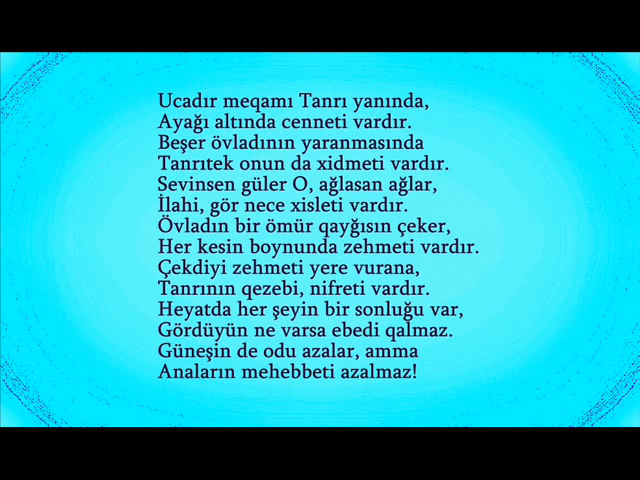 Ucadır meqamı Tanrı yanında,
Ayağı altında cenneti vardır.
Beşer övladının yaranmasında
Tanrıtek onun da xidmeti vardır.
Sevinsen güler O, ağlasan ağlar,
İlahi, gör nece xisleti vardır.
Övladın bir ömür qayğısın çeker,
Her kesin boynunda zehmeti vardır.
Çekdiyi zehmeti yere vurana,
Tanrının qezebi, nifreti vardır.
Heyatda her şeyin bir sonluğu var,
Gördüyün ne varsa ebedi qalmaz.
Güneşin de odu azalar, amma
Anaların mehebbeti azalmaz!